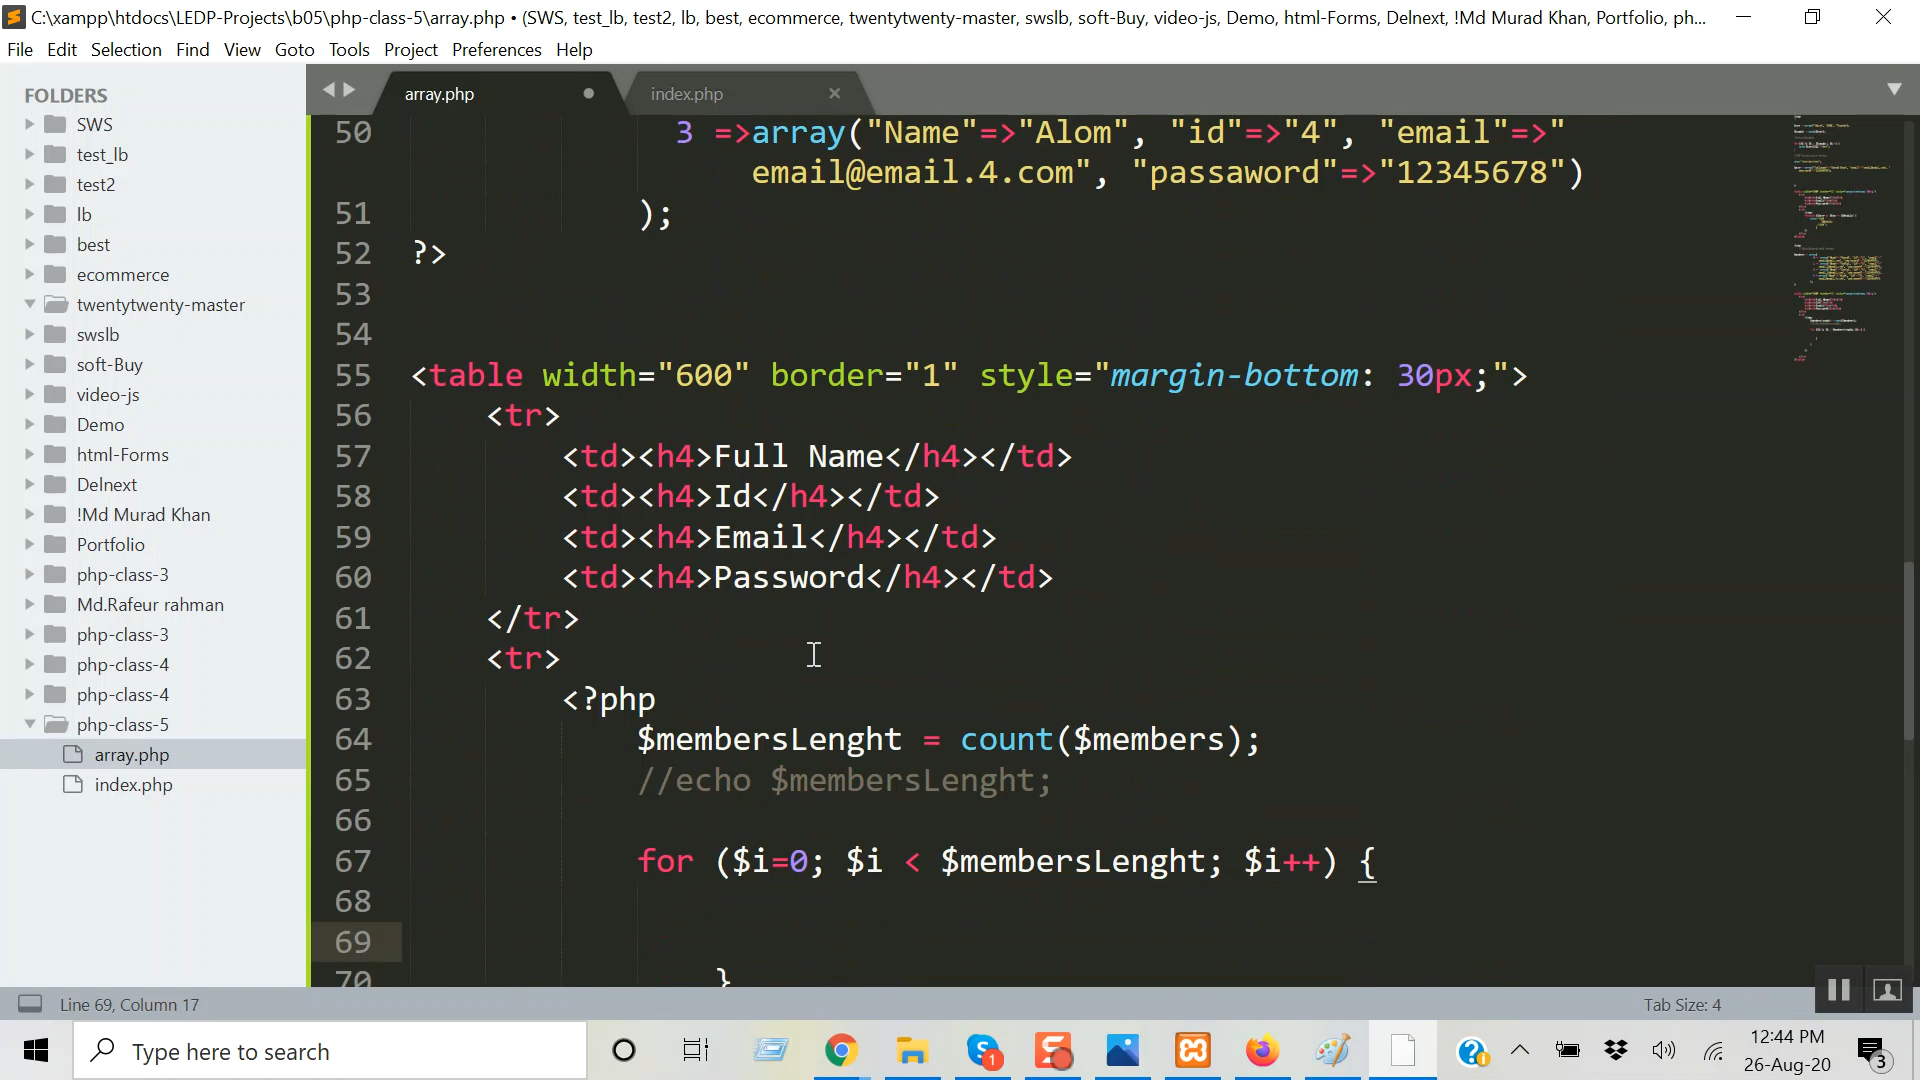 C:\xampp\htdocs\LEDP-Projects\b05\php-class-5\array.php • (SWS, test_lb, test2, lb, best, ecommerce, twentytwenty-master, swslb, soft-Buy, video-js, Demo, html-Forms, Delnext, !Md Murad Khan, Portfolio, ph...
File Edit Selection Find View Goto Tools Project Preferences Help
FOLDERS
SWS
test_lb
test2
lb
best
ecommerce
twentytwenty-master
swslb
soft-Buy
video-js
Demo
html-Forms
Delnext
!Md Murad Khan
Portfolio
php-class-3
Md.Rafeur rahman
php-class-3
php-class-4
php-class-4
php-class-5
array.php
index.php
array.php index.php
50 3 =>array("Name"=>"Alom", "id"=>"4", "email"=>"
email@email.4.com", "passaword"=>"12345678")
51 );
52 ?>
53
54
55 <table width="600" border="1" style="margin-bottom: 30px;">
56 <tr>
57 <td><h4>Full Name</h4></td>
58 <td><h4>Id</h4></td>
59 <td><h4>Email</h4></td>
60 <td><h4>Password</h4></td>
61 </tr>
62 <tr>
63 <?php
64 $membersLenght = count($members);
65 //echo $membersLenght;
66
67 for ($i=0; $i < $membersLenght; $i++) {
68
69
70 }
Line 69, Column 17 Tab Size: 4
Type here to search
1
12:44 PM
26-Aug-20
3